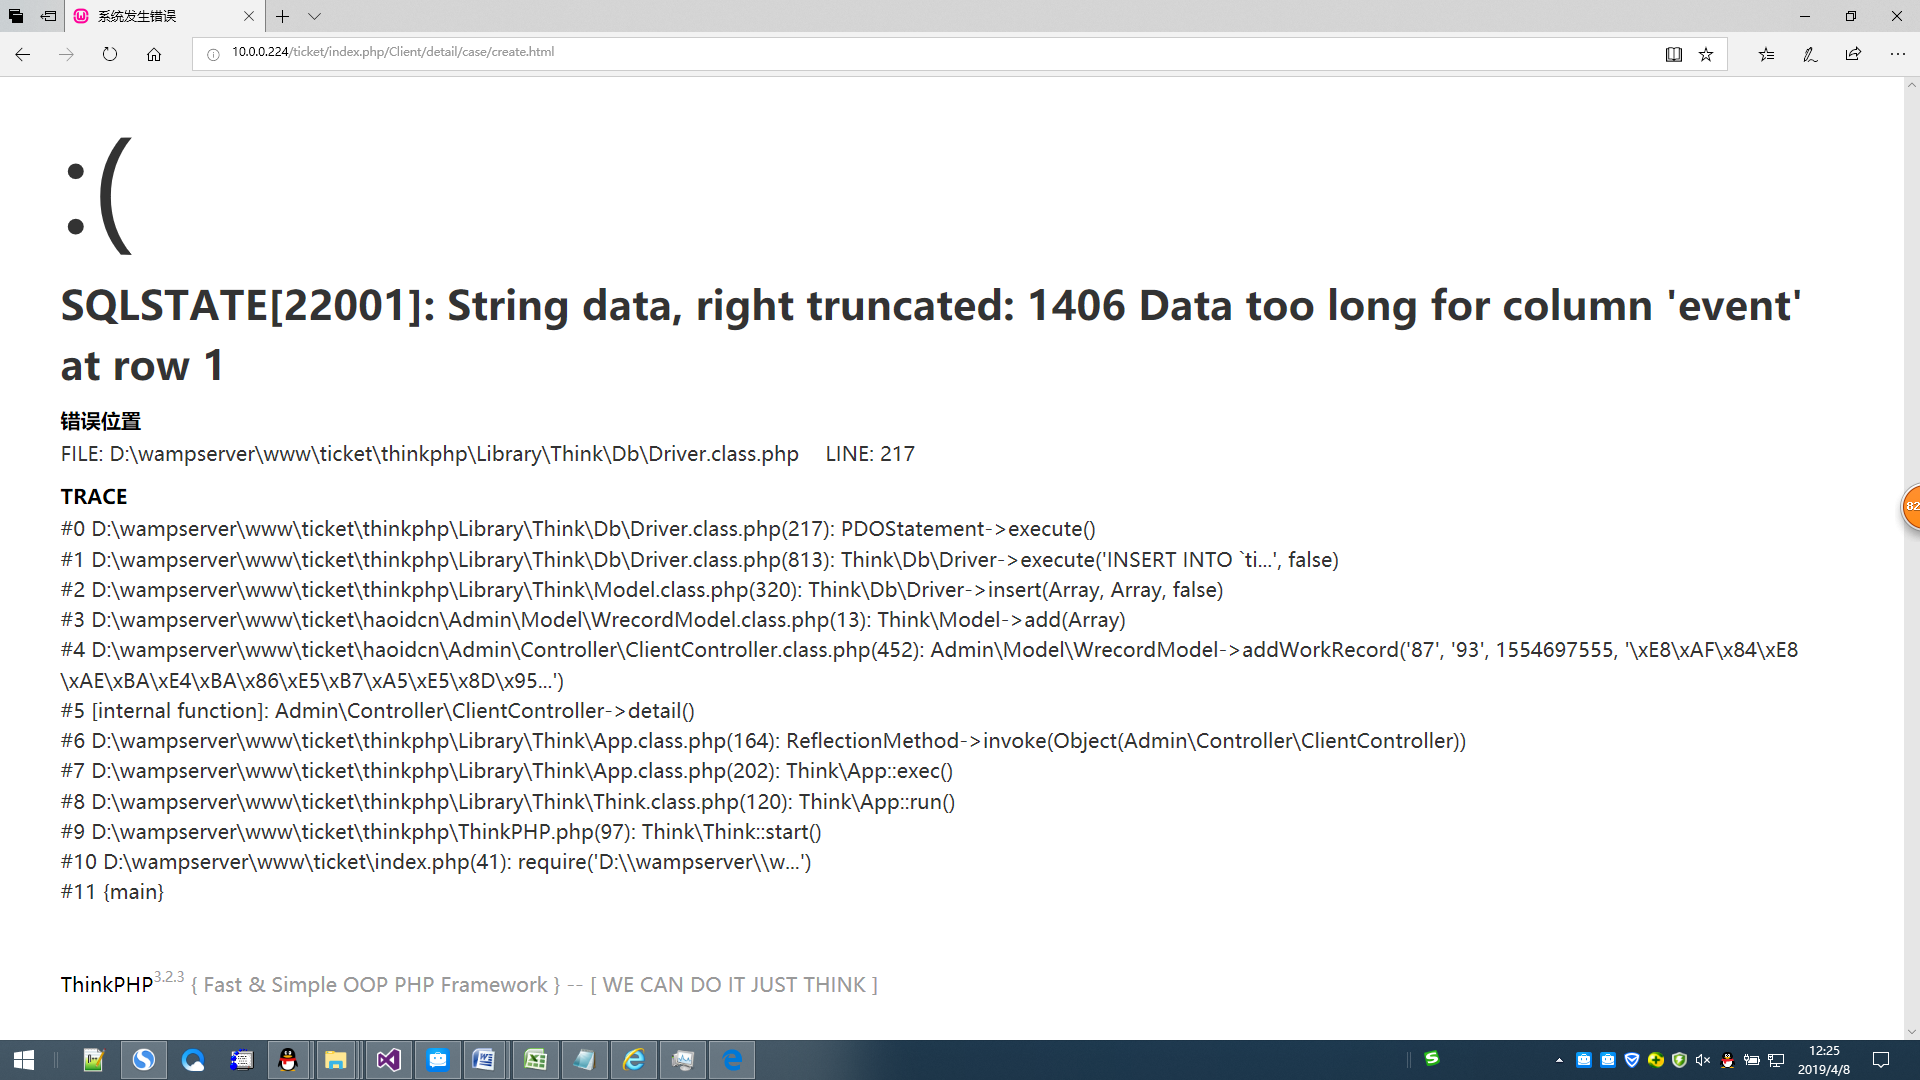 系统发生错误
10.0.0.224/ticket/index.php/Client/detail/case/create.html
:(
SQLSTATE[22001]: String data, right truncated: 1406 Data too long for column 'event'
at row 1
错误位置
FILE: D:\wampserver\www\ticket\thinkphp\Library\Think\Db\Driver.class.php LINE: 217
TRACE
#0 D:\wampserver\www\ticket\thinkphp\Library\Think\Db\Driver.class.php(217): PDOStatement->execute()
#1 D:\wampserver\www\ticket\thinkphp\Library\Think\Db\Driver.class.php(813): Think\Db\Driver->execute('INSERT INTO `ti...', false)
#2 D:\wampserver\www\ticket\thinkphp\Library\Think\Model.class.php(320): Think\Db\Driver->insert(Array, Array, false)
#3 D:\wampserver\www\ticket\haoidcn\Admin\Model\WrecordModel.class.php(13): Think\Model->add(Array)
#4 D:\wampserver\www\ticket\haoidcn\Admin\Controller\ClientController.class.php(452): Admin\Model\WrecordModel->addWorkRecord('87', '93', 1554697555, '\xE8\xAF\x84\xE8
\xAE\xBA\xE4\xBA\x86\xE5\xB7\xA5\xE5\x8D\x95...')
#5 [internal function]: Admin\Controller\ClientController->detail()
#6 D:\wampserver\www\ticket\thinkphp\Library\Think\App.class.php(164): ReflectionMethod->invoke(Object(Admin\Controller\ClientController))
#7 D:\wampserver\www\ticket\thinkphp\Library\Think\App.class.php(202): Think\App::exec()
#8 D:\wampserver\www\ticket\thinkphp\Library\Think\Think.class.php(120): Think\App::run()
#9 D:\wampserver\www\ticket\thinkphp\ThinkPHP.php(97): Think\Think::start()
#10 D:\wampserver\www\ticket\index.php(41): require('D:\\wampserver\\w...')
#11 {main}
82
ThinkPHP3.2.3 { Fast & Simple OOP PHP Framework } -- [ WE CAN DO IT JUST THINK ]
12:25
2019/4/8